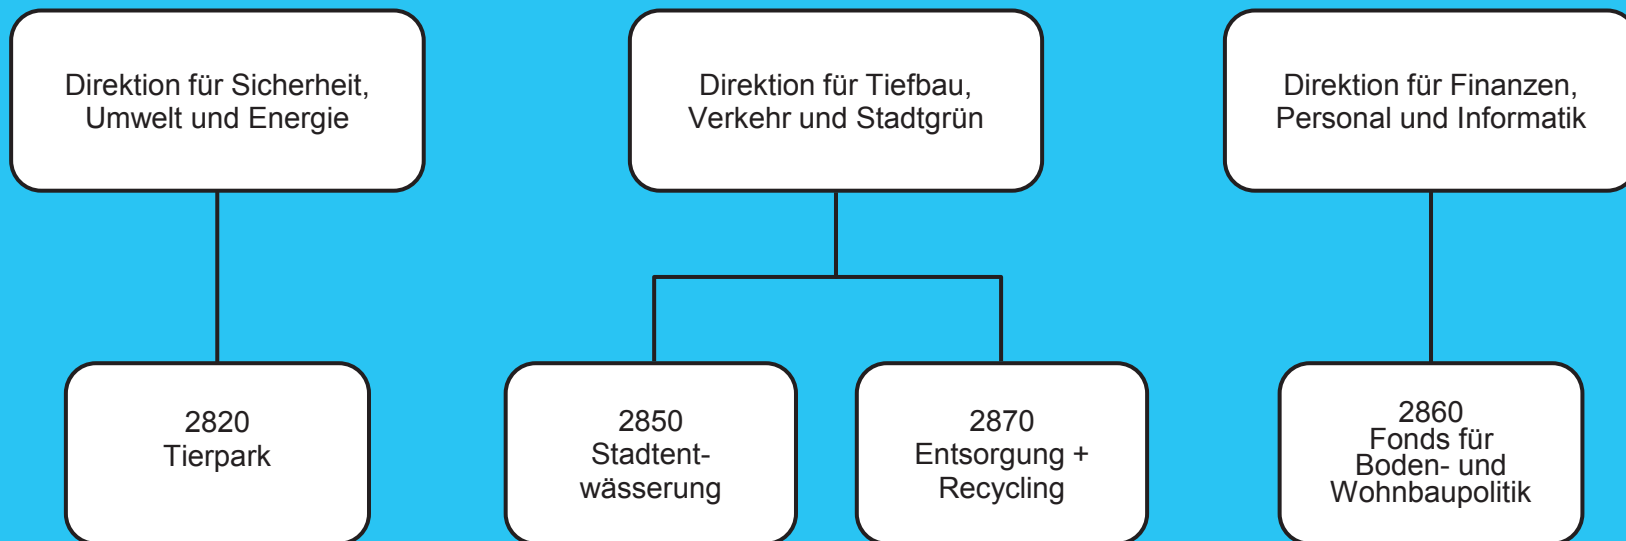 Direktion für Sicherheit,
Umwelt und Energie
Direktion für Tiefbau,
Verkehr und Stadtgrün
Direktion für Finanzen,
Personal und Informatik
2820
Tierpark
2850
Stadtent-
wässerung
2870
Entsorgung +
Recycling
2860
Fonds für
Boden- und
Wohnbaupolitik